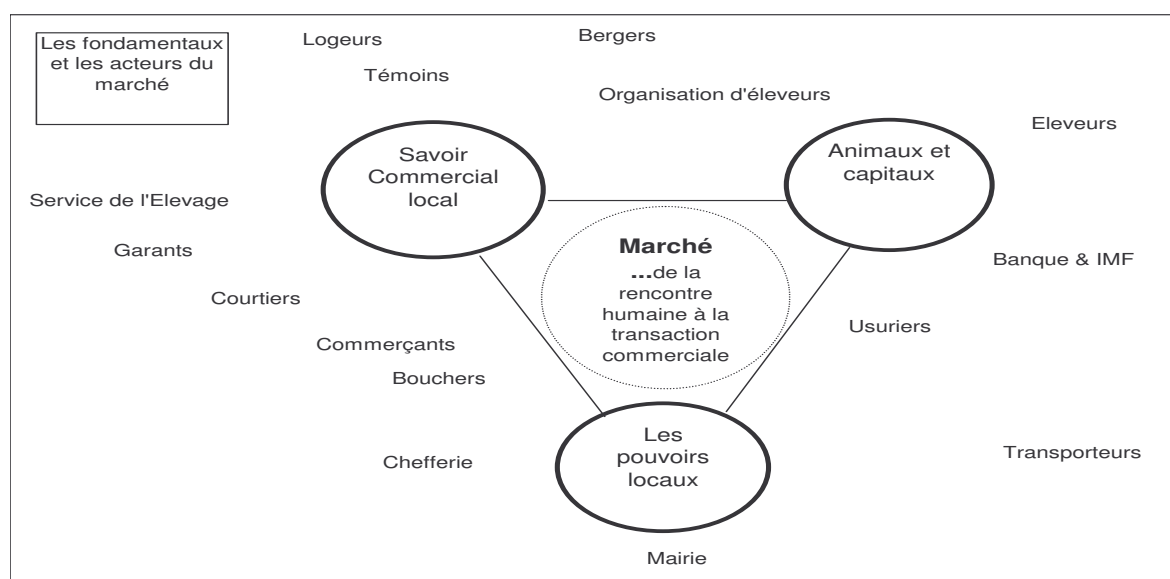 Les fondamentaux
et les acteurs du
marché
Logeurs
Bergers
Témoins
Organisation d'éleveurs
Eleveurs
Savoir
Commercial
local
Animaux et
capitaux
Service de l'Elevage
Garants
Marché
...de la
rencontre
humaine à la
transaction
commerciale
Banque & IMF
Courtiers
Usuriers
Commerçants
Bouchers
Les
pouvoirs
locaux
Chefferie
Transporteurs
Mairie